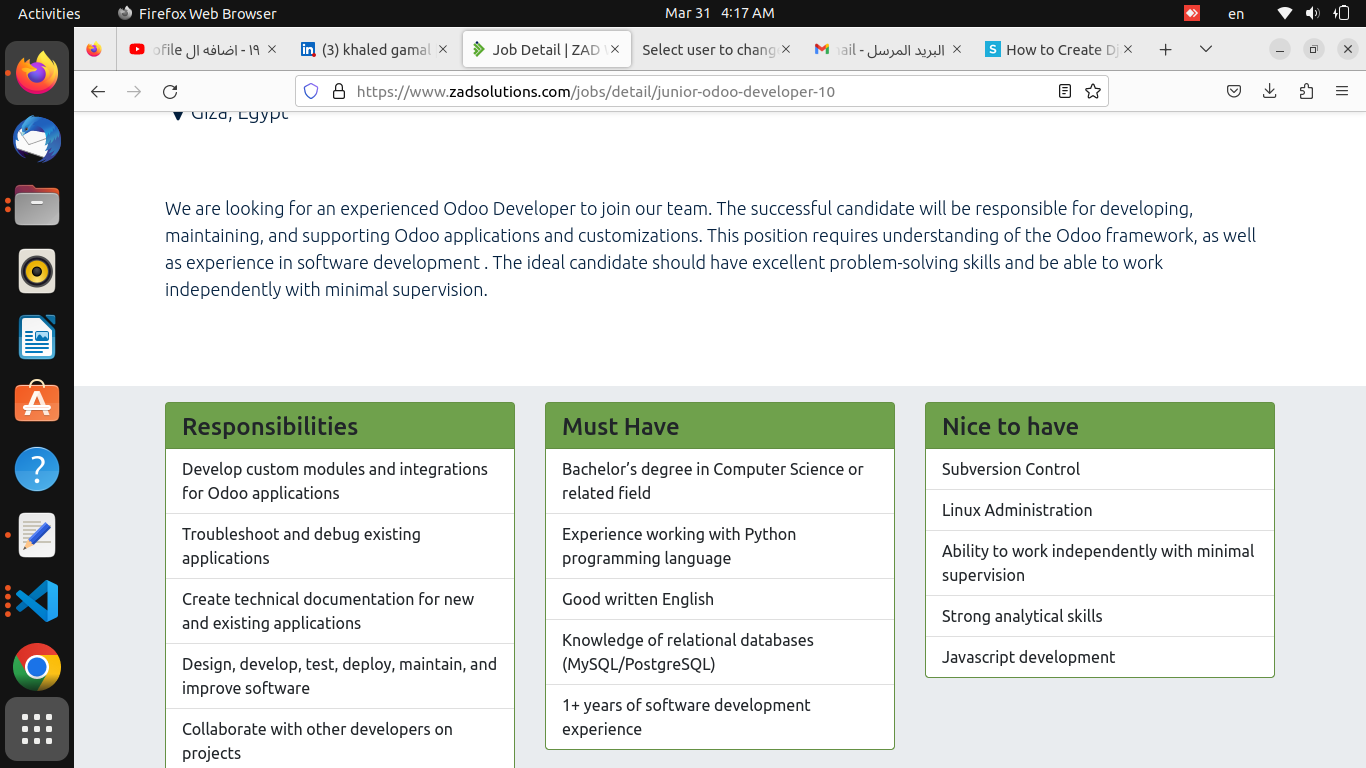 Activities
Firefox Web Browser
Mar 31 4:17 AM
en
١٩ - اضافه ال ofile
(3) khaled gamal
Job Detail | ZAD
Select user to chang
البريد المرسل - ail
S How to Create Dj
https://www.zadsolutions.com/jobs/detail/junior-odoo-developer-10
Giza, Egypt
We are looking for an experienced Odoo Developer to join our team. The successful candidate will be responsible for developing,
maintaining, and supporting Odoo applications and customizations. This position requires understanding of the Odoo framework, as well
as experience in software development . The ideal candidate should have excellent problem-solving skills and be able to work
independently with minimal supervision.
Responsibilities
Develop custom modules and integrations
for Odoo applications
Troubleshoot and debug existing
applications
Create technical documentation for new
and existing applications
Design, develop, test, deploy, maintain, and
improve software
Collaborate with other developers on
projects
Must Have
Bachelor’s degree in Computer Science or
related field
Experience working with Python
programming language
Good written English
Knowledge of relational databases
(MySQL/PostgreSQL)
1+ years of software development
experience
Nice to have
Subversion Control
Linux Administration
Ability to work independently with minimal
supervision
Strong analytical skills
Javascript development